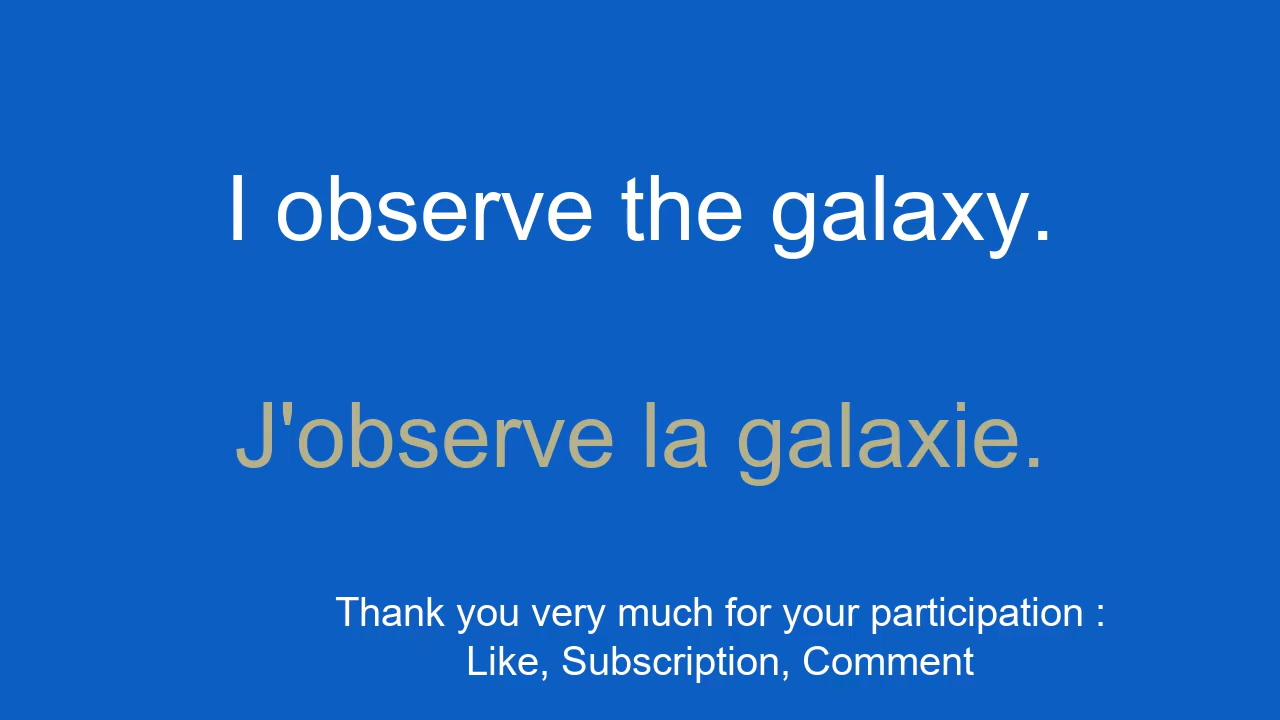 I observe the galaxy.
J'observe la galaxie.
Thank you very much for your participation :
Like, Subscription, Comment